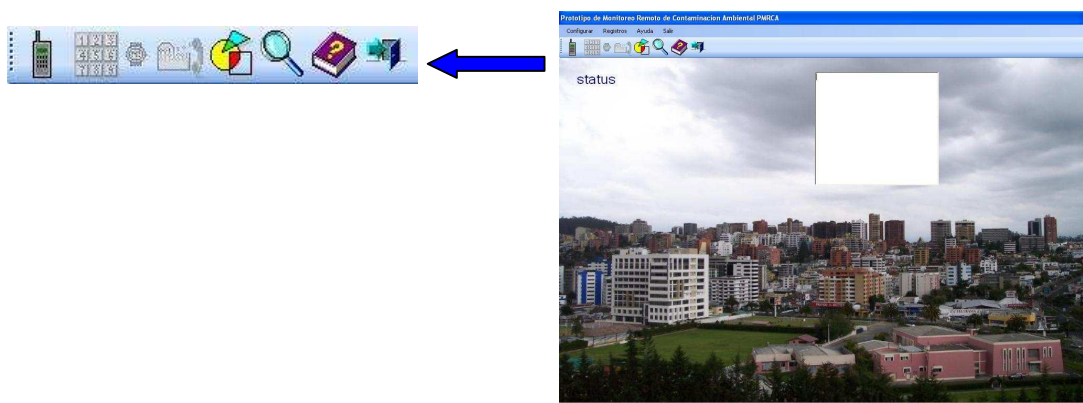 Prototipo de Monitoreo Remoto de Contaminacion Ambiental PMRCA
Configurar Registros Ayuda Salir
status